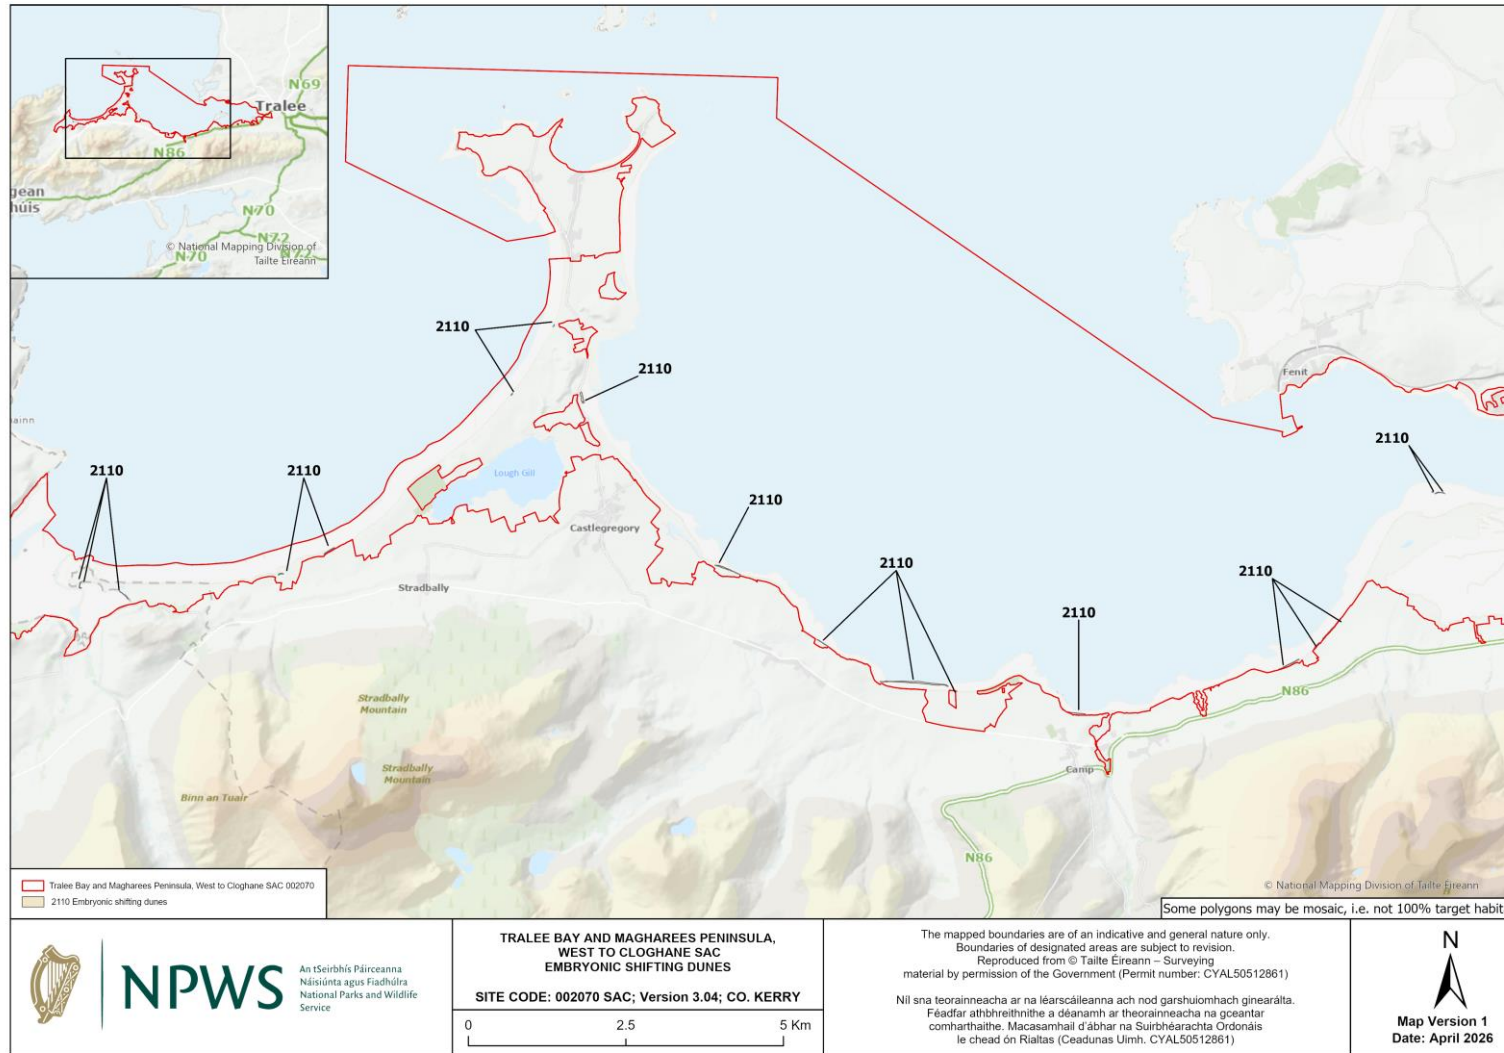 N69
Tralee
N86
gean
húis
N70
N72
N70
N72
© National Mapping Division of
Tailte Éireann
2110
2110
Fenit
ainn
2110
2110
2110
Lough Gill
2110
Castlegregory
2110
2110
Stradbally
2110
N86
Stradbally
Mountain
Stradbally
Mountain
Camp
Binn an Tuair
N86
Tralee Bay and Magharees Peninsula, West to Cloghane SAC 002070
2110 Embryonic shifting dunes
© National Mapping Division of Tailte Éireann
Some polygons may be mosaic, i.e. not 100% target habit
NPWS
An tSeirbhís Páirceanna
Náisiúnta agus Fiadhúlra
National Parks and Wildlife
Service
TRALEE BAY AND MAGHAREES PENINSULA,
WEST TO CLOGHANE SAC
EMBRYONIC SHIFTING DUNES
SITE CODE: 002070 SAC; Version 3.04; CO. KERRY
0 2.5 5 Km
The mapped boundaries are of an indicative and general nature only.
Boundaries of designated areas are subject to revision.
Reproduced from © Tailte Éireann – Surveying
material by permission of the Government (Permit number: CYAL50512861)
Níl sna teorainneacha ar na léarscáileanna ach nod garshuiomhach ginearálta.
Féadfar athbhreithnithe a déanamh ar theorainneacha na gceantar
comharthaithe. Macasamhail d'ábhar na Suirbhéarachta Ordonáis
le chead ón Rialtas (Ceadunas Uimh. CYAL50512861)
N
Map Version 1
Date: April 2026